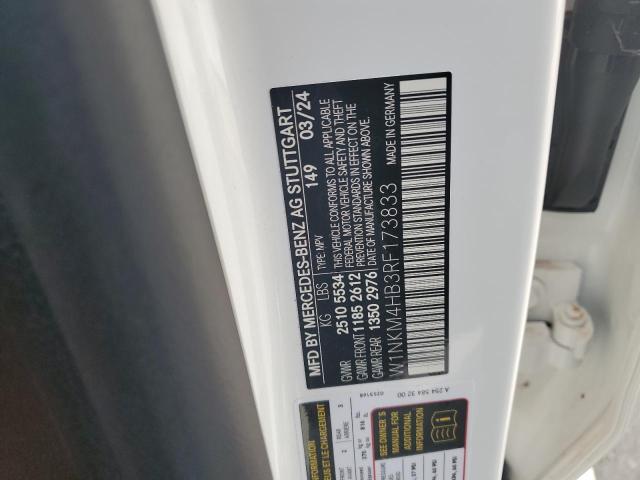 MFD BY MERCEDES-BENZ AG STUTTGART
149 03/24
KG LBS TYPE: MPV
GVWR 2510 5534
GAWR FRONT 1185 2612
GAWR REAR 1350 2976
THIS VEHICLE CONFORMS TO ALL APPLICABLE
FEDERAL MOTOR VEHICLE SAFETY AND THEFT
PREVENTION STANDARDS IN EFFECT ON THE
DATE OF MANUFACTURE SHOWN ABOVE.
W1NKM4HB3RF173833 MADE IN GERMANY
A 254 584 32 00
SEE OWNER'S
MANUAL FOR
ADDITIONAL
INFORMATION